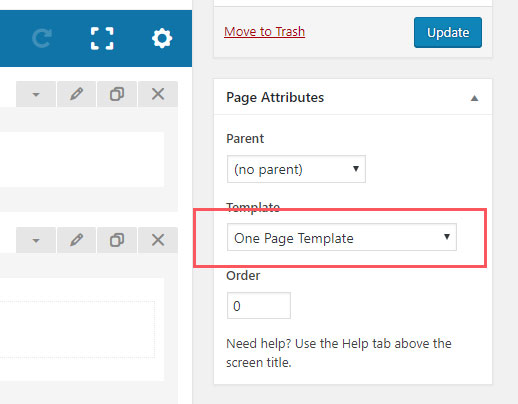 Move to Trash
Update
Page Attributes
Parent
(no parent)
Template
One Page Template
Order
0
Need help? Use the Help tab above the
screen title.